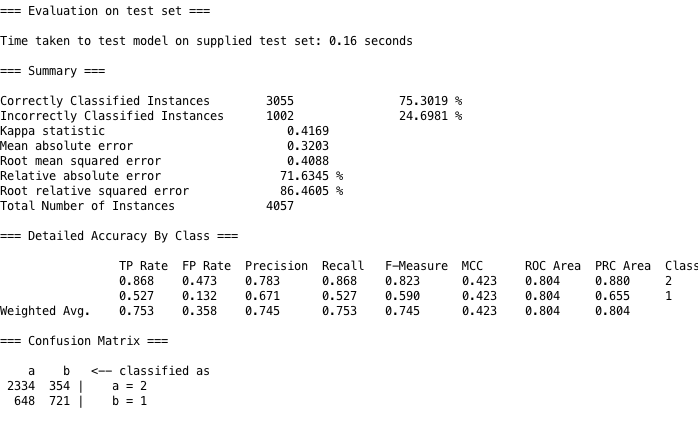 === Evaluation on test set ===
Time taken to test model on supplied test set: 0.16 seconds
=== Summary ===
Correctly Classified Instances        3055               75.3019 %
Incorrectly Classified Instances      1002               24.6981 %
Kappa statistic                          0.4169
Mean absolute error                      0.3203
Root mean squared error                  0.4088
Relative absolute error                 71.6345 %
Root relative squared error             86.4605 %
Total Number of Instances             4057
=== Detailed Accuracy By Class ===
                 TP Rate  FP Rate  Precision  Recall   F-Measure  MCC      ROC Area  PRC Area  Class
                 0.868    0.473    0.783      0.868    0.823      0.423    0.804     0.880     2
                 0.527    0.132    0.671      0.527    0.590      0.423    0.804     0.655     1
Weighted Avg.    0.753    0.358    0.745      0.753    0.745      0.423    0.804     0.804
=== Confusion Matrix ===
    a    b   <-- classified as
 2334  354 |    a = 2
  648  721 |    b = 1